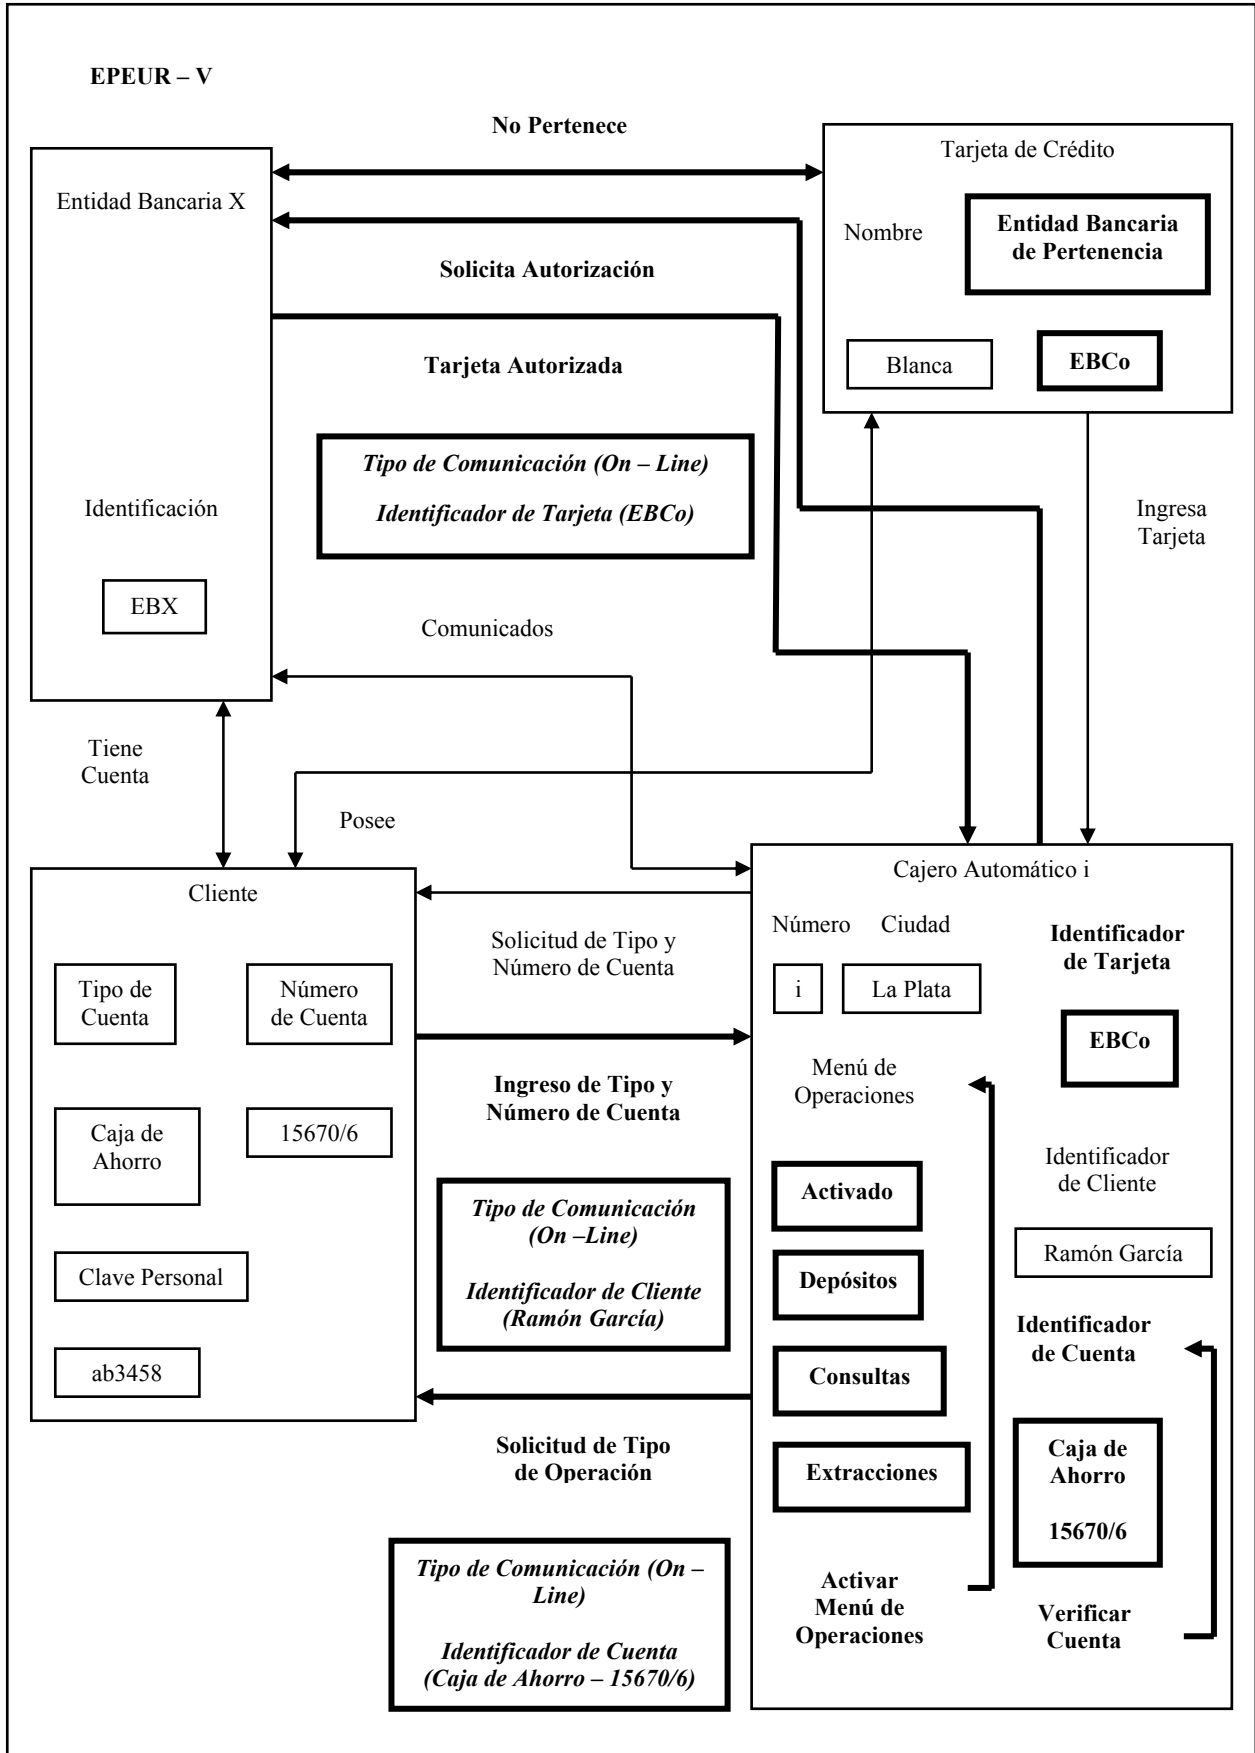 EPEUR – V
No Pertenece
Tarjeta de Crédito
Entidad Bancaria X
Nombre
Entidad Bancaria
de Pertenencia
Solicita Autorización
Tarjeta Autorizada
Blanca
EBCo
Tipo de Comunicación (On – Line)
Identificador de Tarjeta (EBCo)
Identificación
Ingresa
Tarjeta
EBX
Comunicados
Tiene
Cuenta
Posee
Cliente
Cajero Automático i
Número
Ciudad
Identificador
de Tarjeta
Solicitud de Tipo y
Número de Cuenta
Tipo de
Cuenta
Número
de Cuenta
i
La Plata
EBCo
Ingreso de Tipo y
Número de Cuenta
Menú de
Operaciones
Caja de
Ahorro
15670/6
Identificador
de Cliente
Activado
Tipo de Comunicación
(On –Line)
Identificador de Cliente
(Ramón García)
Ramón García
Clave Personal
Depósitos
Identificador
de Cuenta
ab3458
Consultas
Solicitud de Tipo
de Operación
Extracciones
Caja de
Ahorro
15670/6
Tipo de Comunicación (On –
Line)
Identificador de Cuenta
(Caja de Ahorro – 15670/6)
Activar
Menú de
Operaciones
Verificar
Cuenta